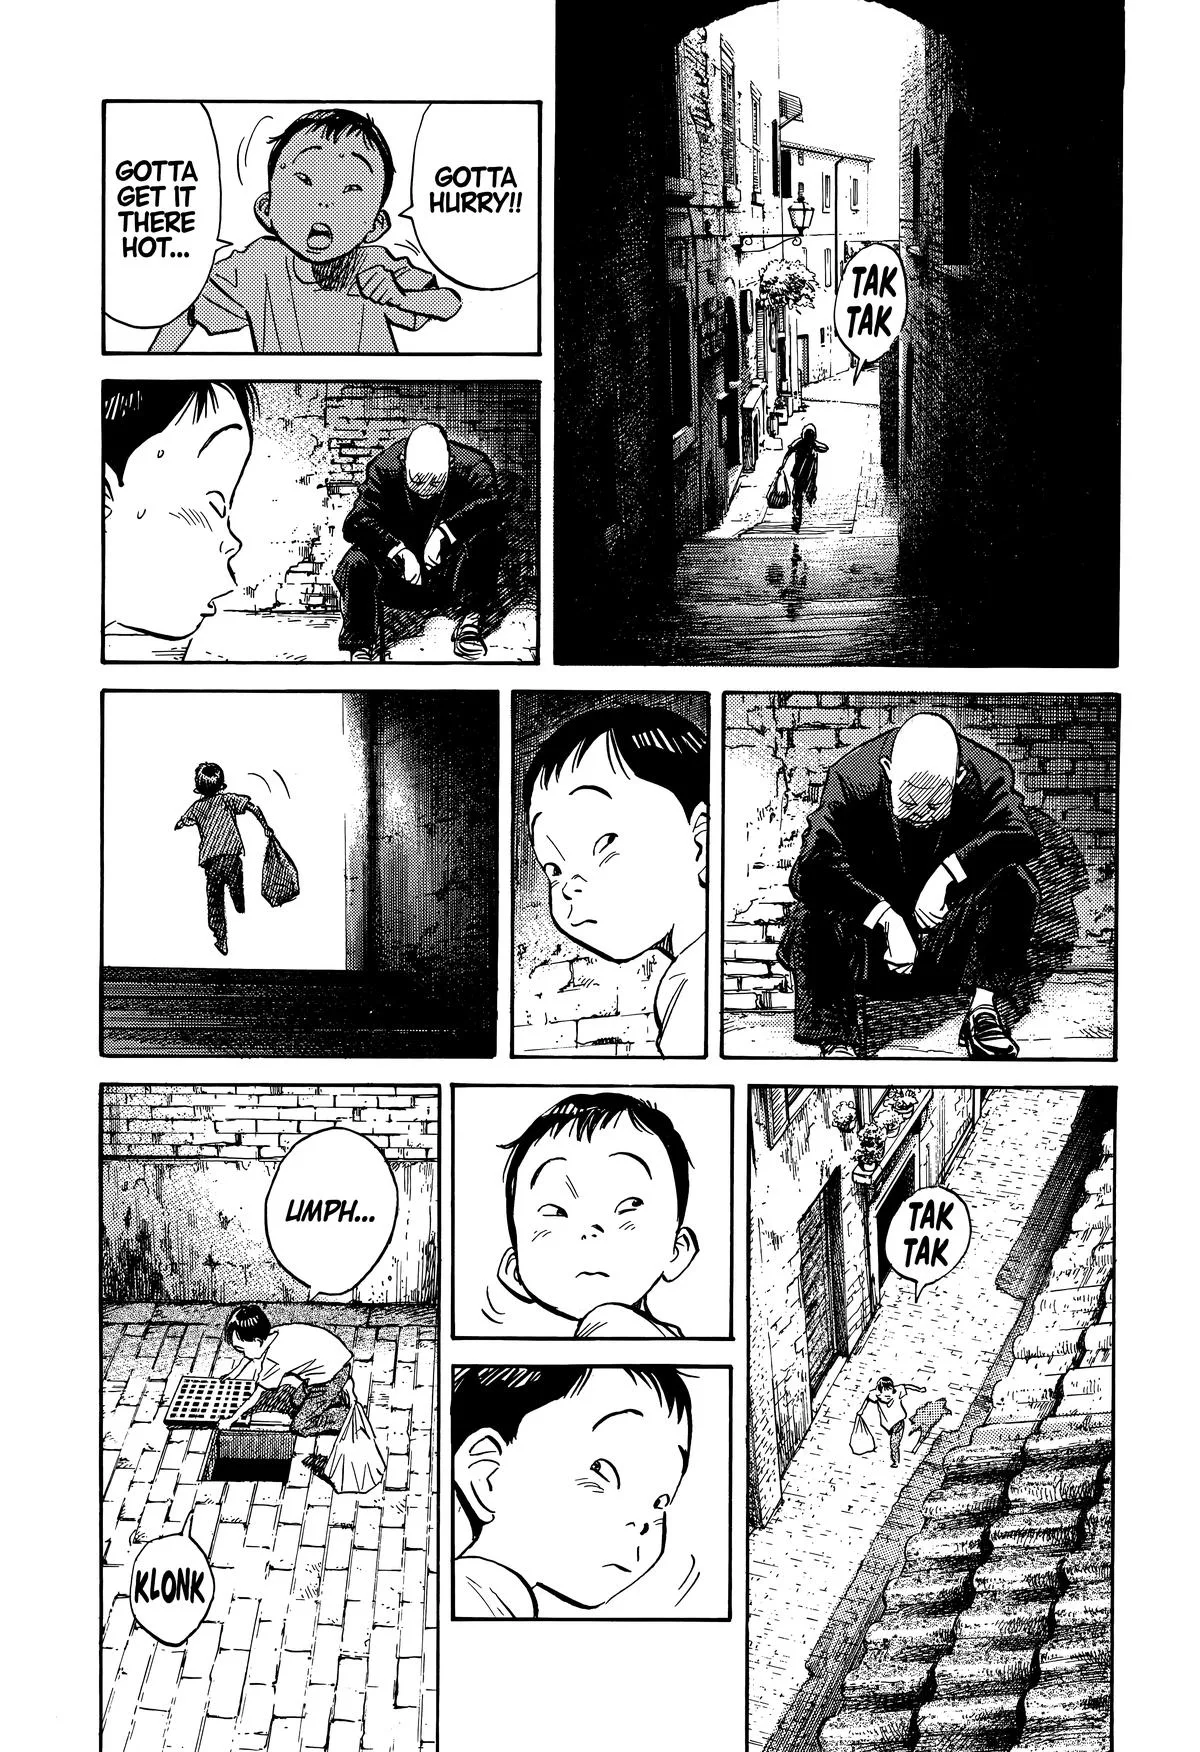 TAK
TAK
GOTTA
HURRY!!
GOTTA
GET IT
THERE
HOT...
TAK
TAK
UMPH...
KLONK